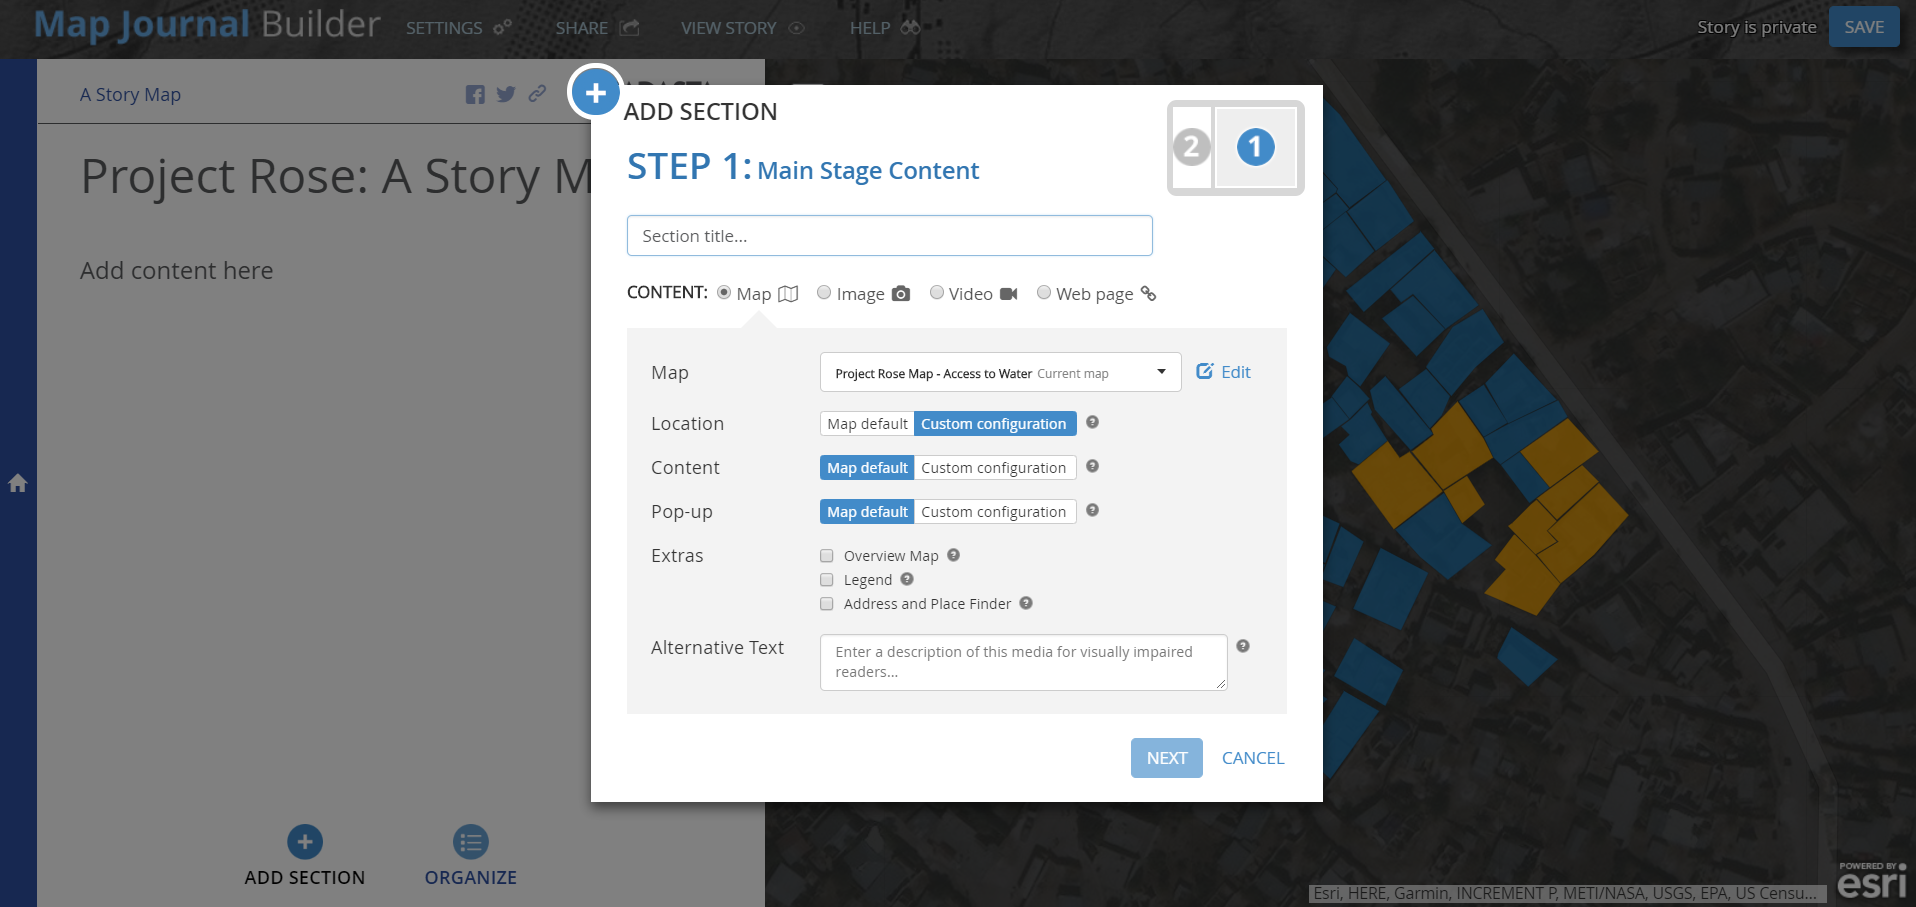 Map Journal Builder SETTINGS SHARE VIEW STORY HELP Story is private SAVE
A Story Map
Project Rose: A Story M
Add content here
ADD SECTION
STEP 1: Main Stage Content
2 1
Section title...
CONTENT: Map Image Video Web page
Map Project Rose Map - Access to Water Current map Edit
Location Map default Custom configuration
Content Map default Custom configuration
Pop-up Map default Custom configuration
Extras Overview Map
Legend
Address and Place Finder
Alternative Text Enter a description of this media for visually impaired
readers...
NEXT CANCEL
ADD SECTION ORGANIZE
POWERED BY
esri
Esri, HERE, Garmin, INCREMENT P, METI/NASA, USGS, EPA, US Censu...